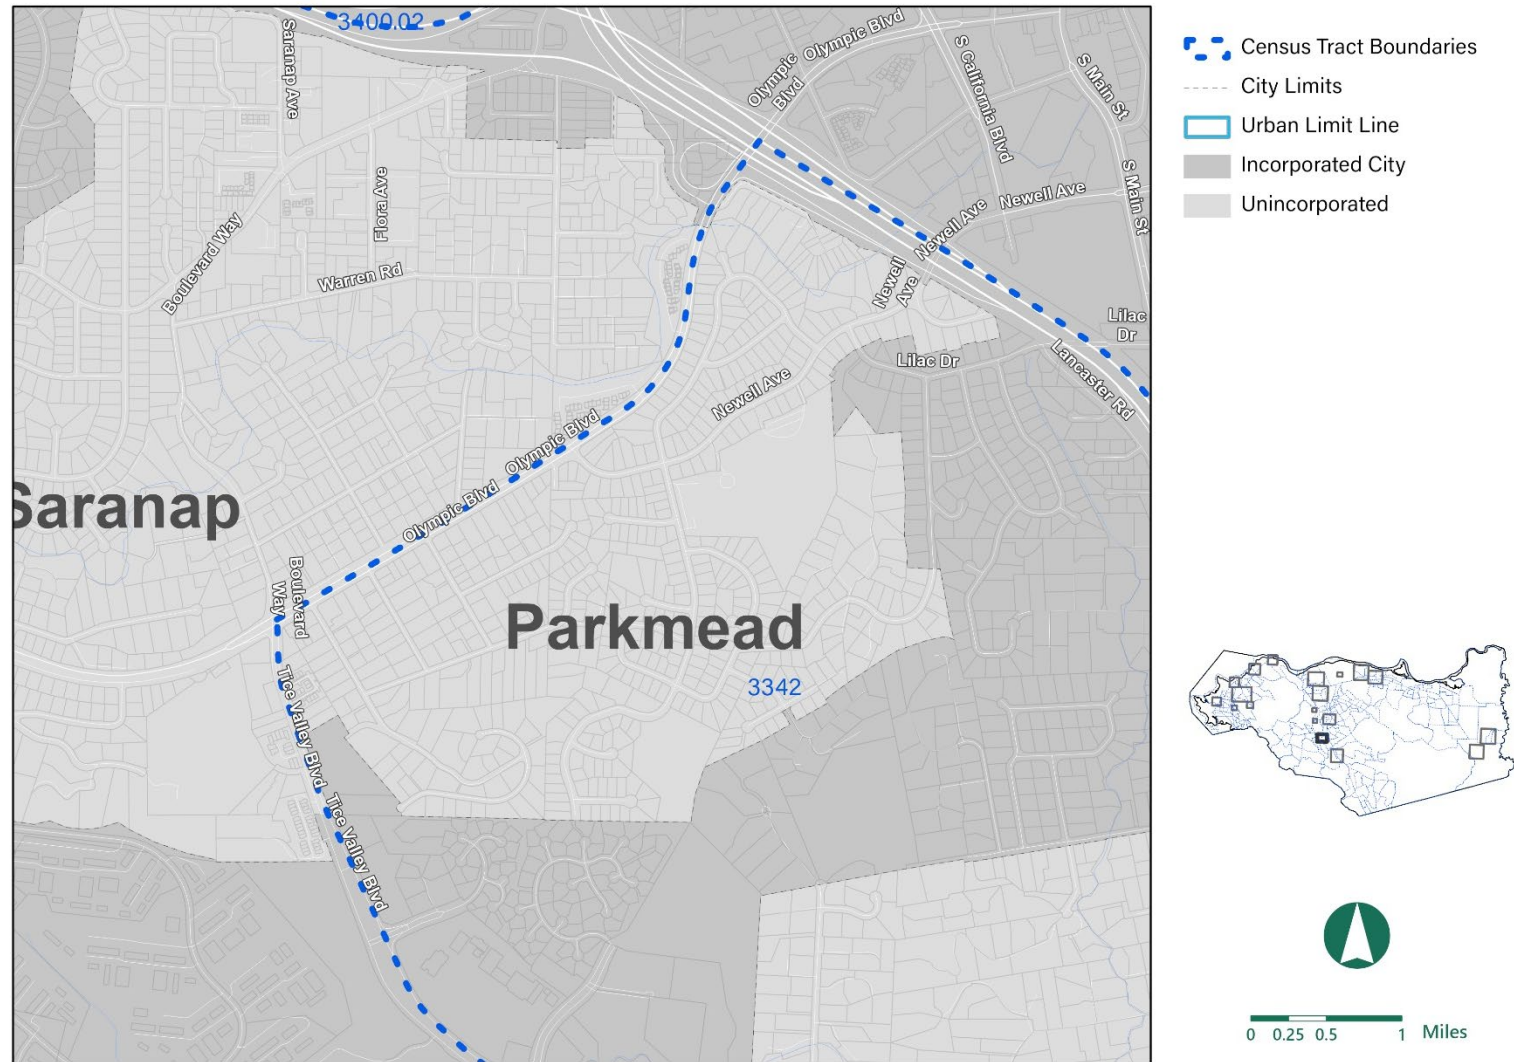 3400.02
Saranap Ave
Olympic Blvd
Olympic
Blvd
S California Blvd
S Main St
S Main St
Flora Ave
Boulevard Way
Warren Rd
Newell Ave
Newell Ave
Newell
Ave
Lilac
Dr
Lilac Dr
Lancaster Rd
Newell Ave
Olympic Blvd
Olympic Blvd
Saranap
Boulevard
Way
Parkmead
3342
Tice Valley Blvd
Tice Valley Blvd
Census Tract Boundaries
City Limits
Urban Limit Line
Incorporated City
Unincorporated
0 0.25 0.5 1 Miles